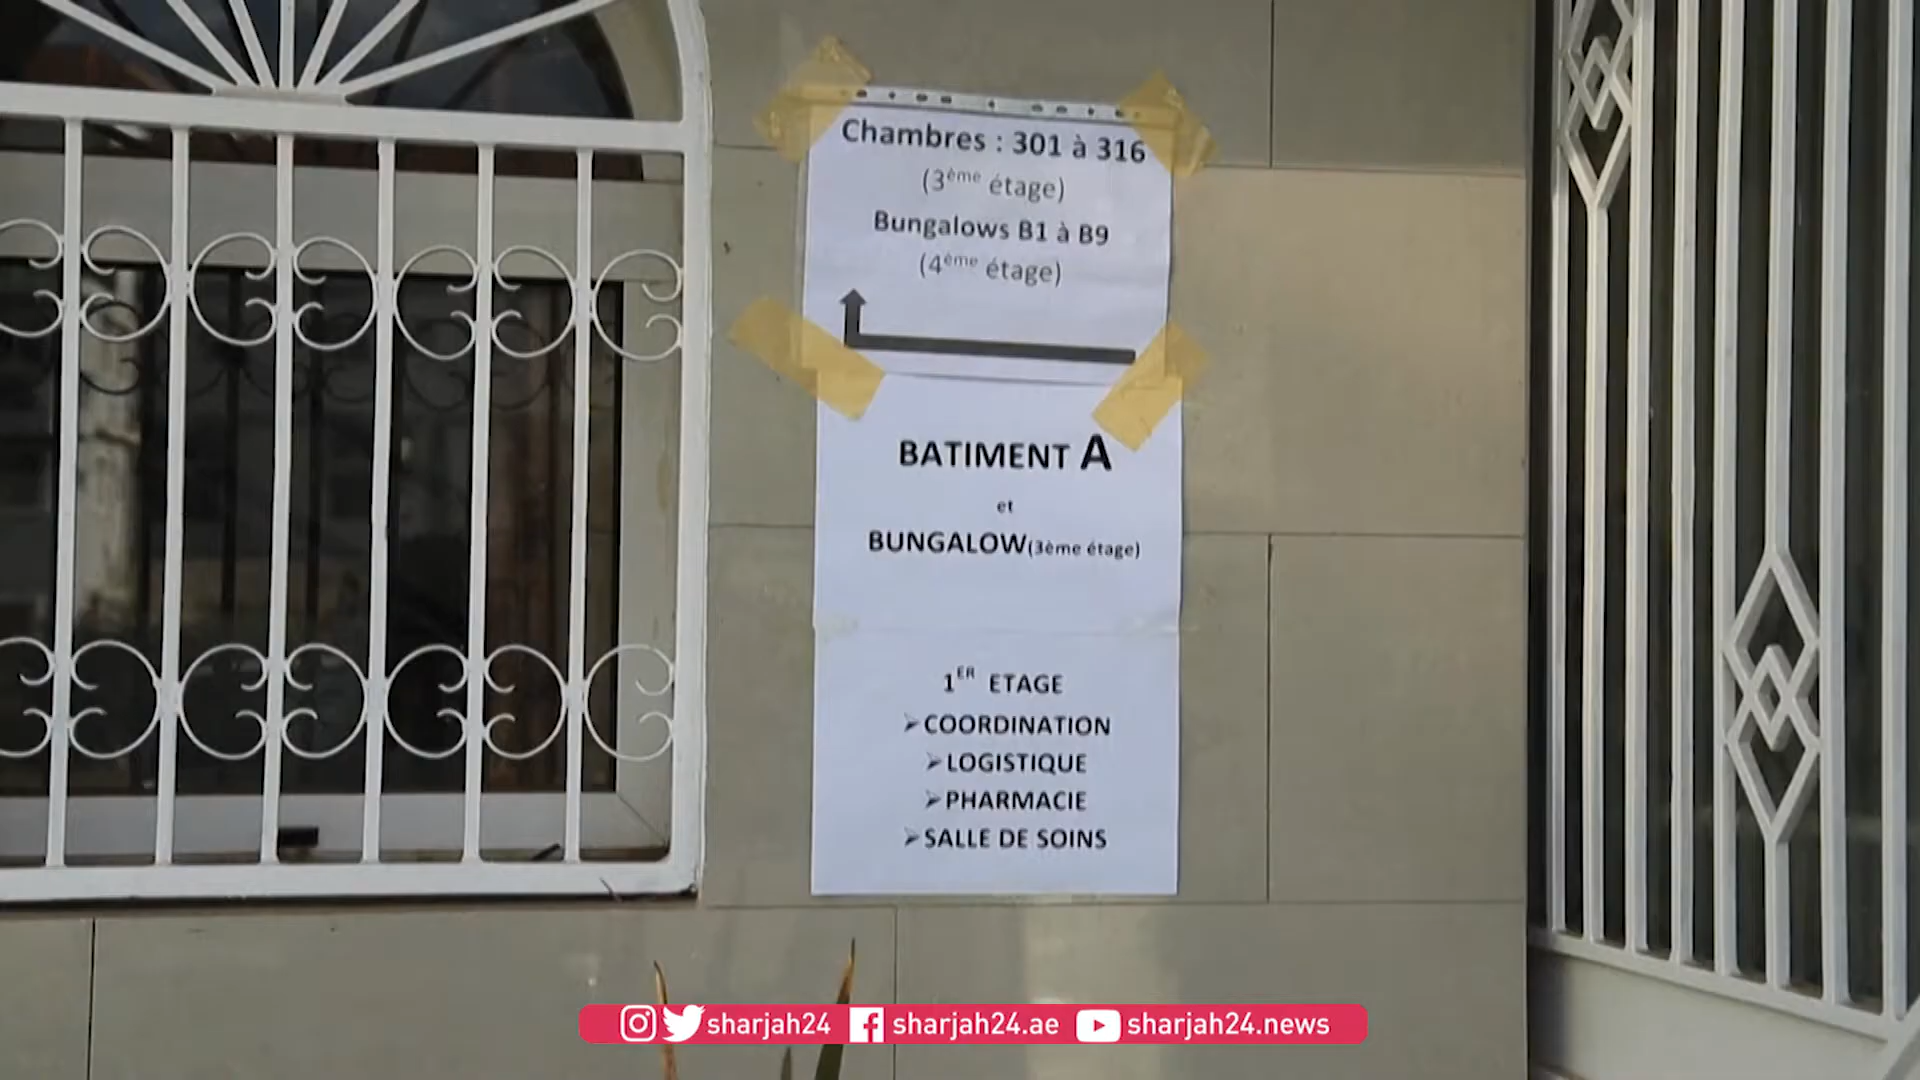 Chambres : 301 à 316
(3ème étage)
Bungalows B1 à B9
(4ème étage)
BATIMENT A
et
BUNGALOW(3ème étage)
1ER ETAGE
➢COORDINATION
➢LOGISTIQUE
➢PHARMACIE
➢SALLE DE SOINS
sharjah24 sharjah24.ae sharjah24.news